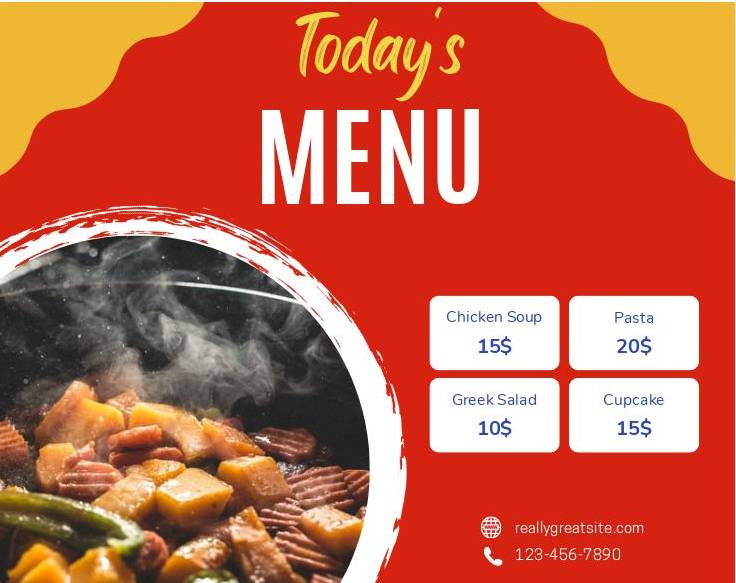 Today's
MENU
Chicken Soup
15$
Pasta
20$
Greek Salad
10$
Cupcake
15$
reallygreatsite.com
123-456-7890